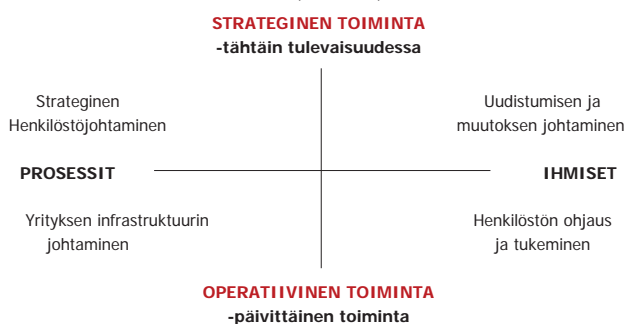 STRATEGINEN TOIMINTA
-tähtäin tulevaisuudessa
Strateginen
Henkilöstöjohtaminen
Uudistumisen ja
muutoksen johtaminen
PROSESSIT
IHMISET
Yrityksen infrastruktuurin
johtaminen
Henkilöstön ohjaus
ja tukeminen
OPERATIIVINEN TOIMINTA
-päivittäinen toiminta